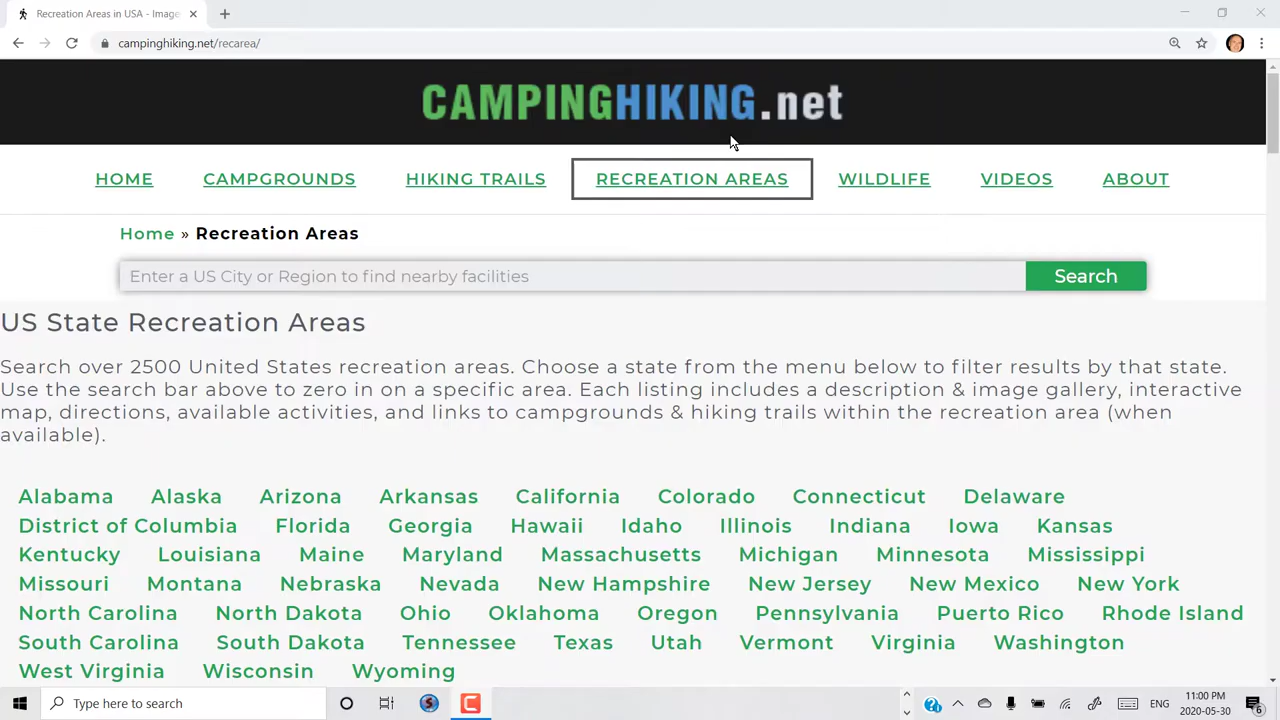 Recreation Areas in USA - Image
campinghiking.net/recarea/
CAMPINGHIKING.net
HOME CAMPGROUNDS HIKING TRAILS RECREATION AREAS WILDLIFE VIDEOS ABOUT
Home » Recreation Areas
Enter a US City or Region to find nearby facilities Search
US State Recreation Areas
Search over 2500 United States recreation areas. Choose a state from the menu below to filter results by that state.
Use the search bar above to zero in on a specific area. Each listing includes a description & image gallery, interactive
map, directions, available activities, and links to campgrounds & hiking trails within the recreation area (when
available).
Alabama Alaska Arizona Arkansas California Colorado Connecticut Delaware
District of Columbia Florida Georgia Hawaii Idaho Illinois Indiana Iowa Kansas
Kentucky Louisiana Maine Maryland Massachusetts Michigan Minnesota Mississippi
Missouri Montana Nebraska Nevada New Hampshire New Jersey New Mexico New York
North Carolina North Dakota Ohio Oklahoma Oregon Pennsylvania Puerto Rico Rhode Island
South Carolina South Dakota Tennessee Texas Utah Vermont Virginia Washington
West Virginia Wisconsin Wyoming
Type here to search
ENG
11:00 PM
2020-05-30
6